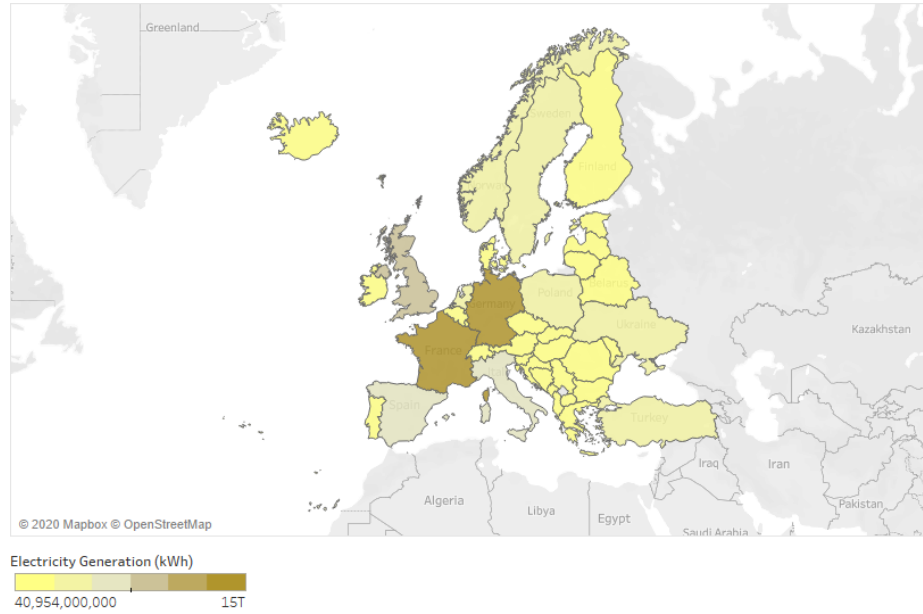 Greenland
Sweden
Norway
Finland
Belarus
Poland
Germany
Ukraine
Kazakhstan
France
Italy
Spain
Turkey
Iraq
Iran
Algeria
Libya
Egypt
Pakistan
Saudi Arabia
© 2020 Mapbox © OpenStreetMap
Electricity Generation (kWh)
40,954,000,000 15T